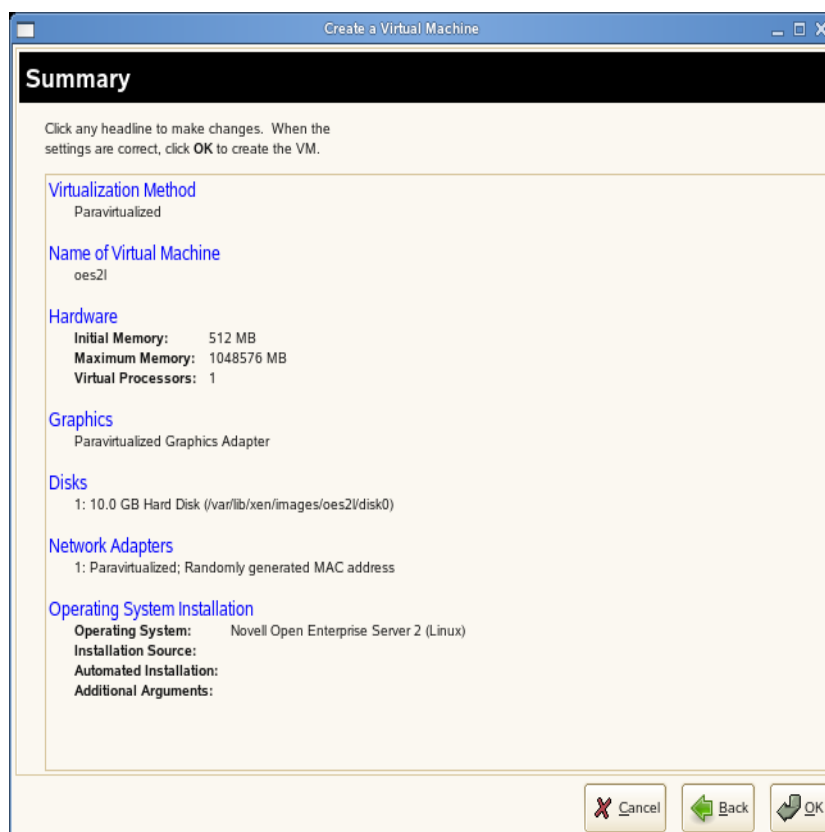 Create a Virtual Machine
Summary
Click any headline to make changes. When the
settings are correct, click OK to create the VM.
Virtualization Method
Paravirtualized
Name of Virtual Machine
oes2l
Hardware
Initial Memory: 512 MB
Maximum Memory: 1048576 MB
Virtual Processors: 1
Graphics
Paravirtualized Graphics Adapter
Disks
1: 10.0 GB Hard Disk (/var/lib/xen/images/oes2l/disk0)
Network Adapters
1: Paravirtualized; Randomly generated MAC address
Operating System Installation
Operating System: Novell Open Enterprise Server 2 (Linux)
Installation Source:
Automated Installation:
Additional Arguments:
Cancel Back OK